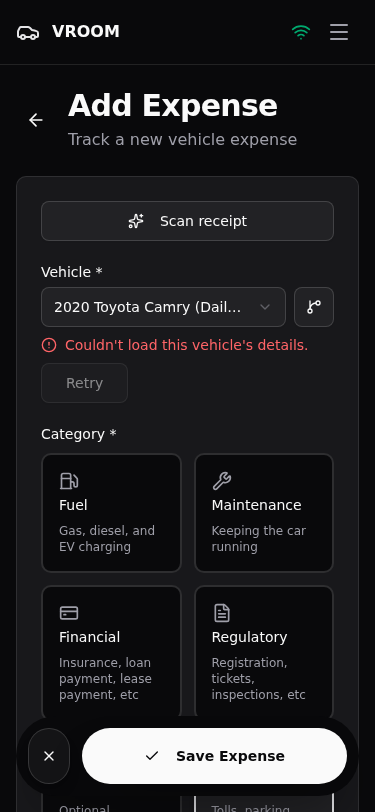 VROOM
Add Expense
Track a new vehicle expense
Scan receipt
Vehicle *
2020 Toyota Camry (Dail...
Couldn't load this vehicle's details.
Retry
Category *
Fuel
Gas, diesel, and
EV charging
Maintenance
Keeping the car
running
Financial
Insurance, loan
payment, lease
payment, etc
Regulatory
Registration,
tickets,
inspections, etc
Save Expense
Optional
Tolls, parking